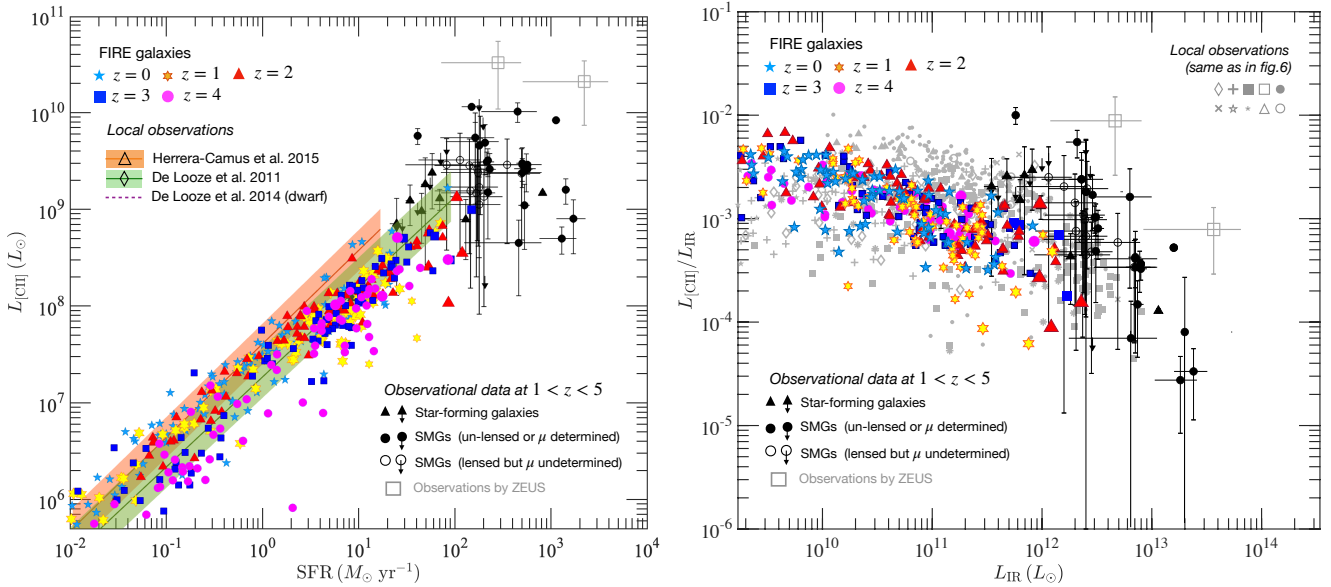 FIRE galaxies
z = 0 z = 1 z = 2
z = 3 z = 4
Local observations
Herrera-Camus et al. 2015
De Looze et al. 2011
De Looze et al. 2014 (dwarf)
Observational data at 1 < z < 5
Star-forming galaxies
SMGs (un-lensed or μ determined)
SMGs (lensed but μ undetermined)
Observations by ZEUS
L[CII] (L⊙)
10^11
10^10
10^9
10^8
10^7
10^6
10^-2 10^-1 10^0 10^1 10^2 10^3 10^4
SFR (M⊙ yr^-1)
FIRE galaxies
z = 0 z = 1 z = 2
z = 3 z = 4
Local observations
(same as in fig.6)
Observational data at 1 < z < 5
Star-forming galaxies
SMGs (un-lensed or μ determined)
SMGs (lensed but μ undetermined)
Observations by ZEUS
L[CII]/LIR
10^-1
10^-2
10^-3
10^-4
10^-5
10^-6
10^10 10^11 10^12 10^13 10^14
LIR (L⊙)